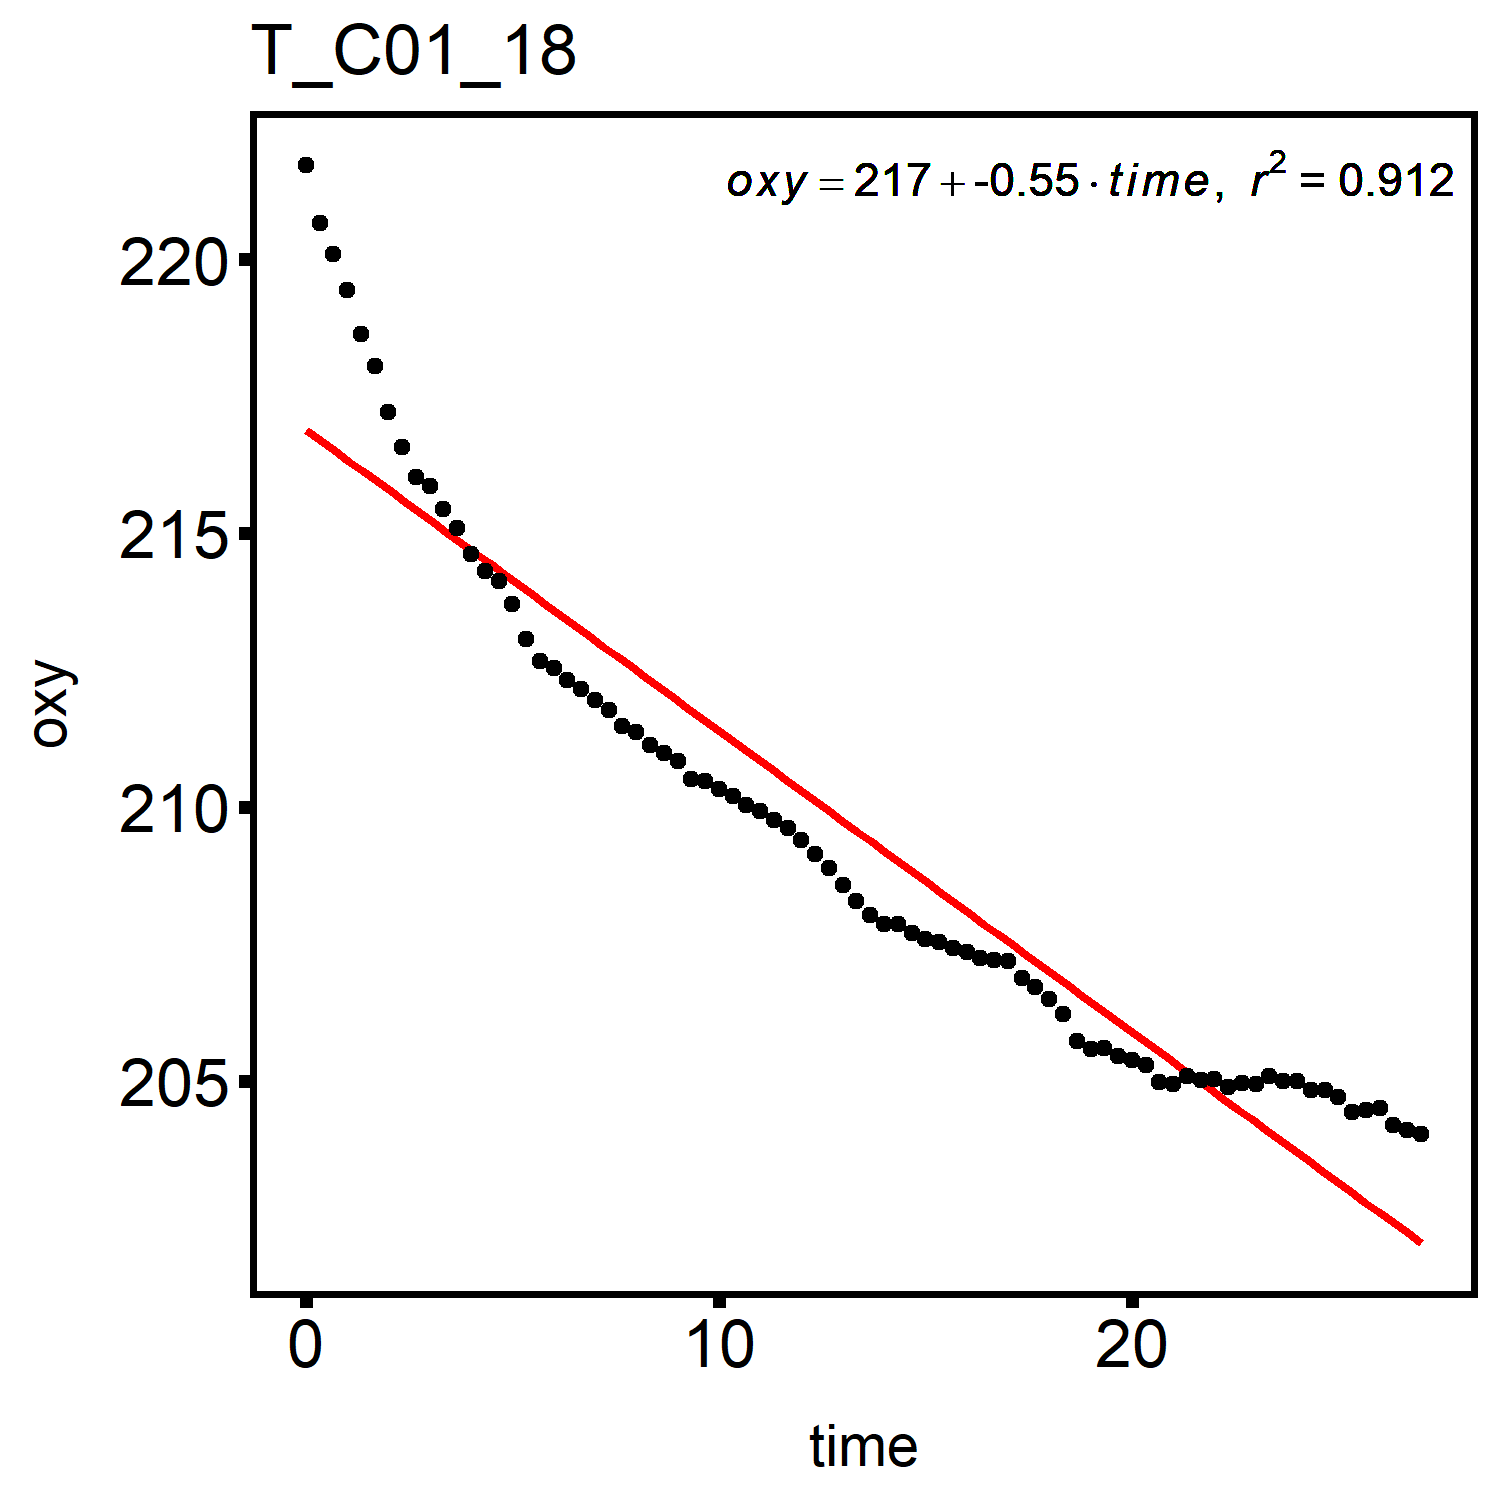 T_C01_18
oxy = 217 + -0.55 · time, r² = 0.912
220
215
210
205
oxy
0 10 20
time